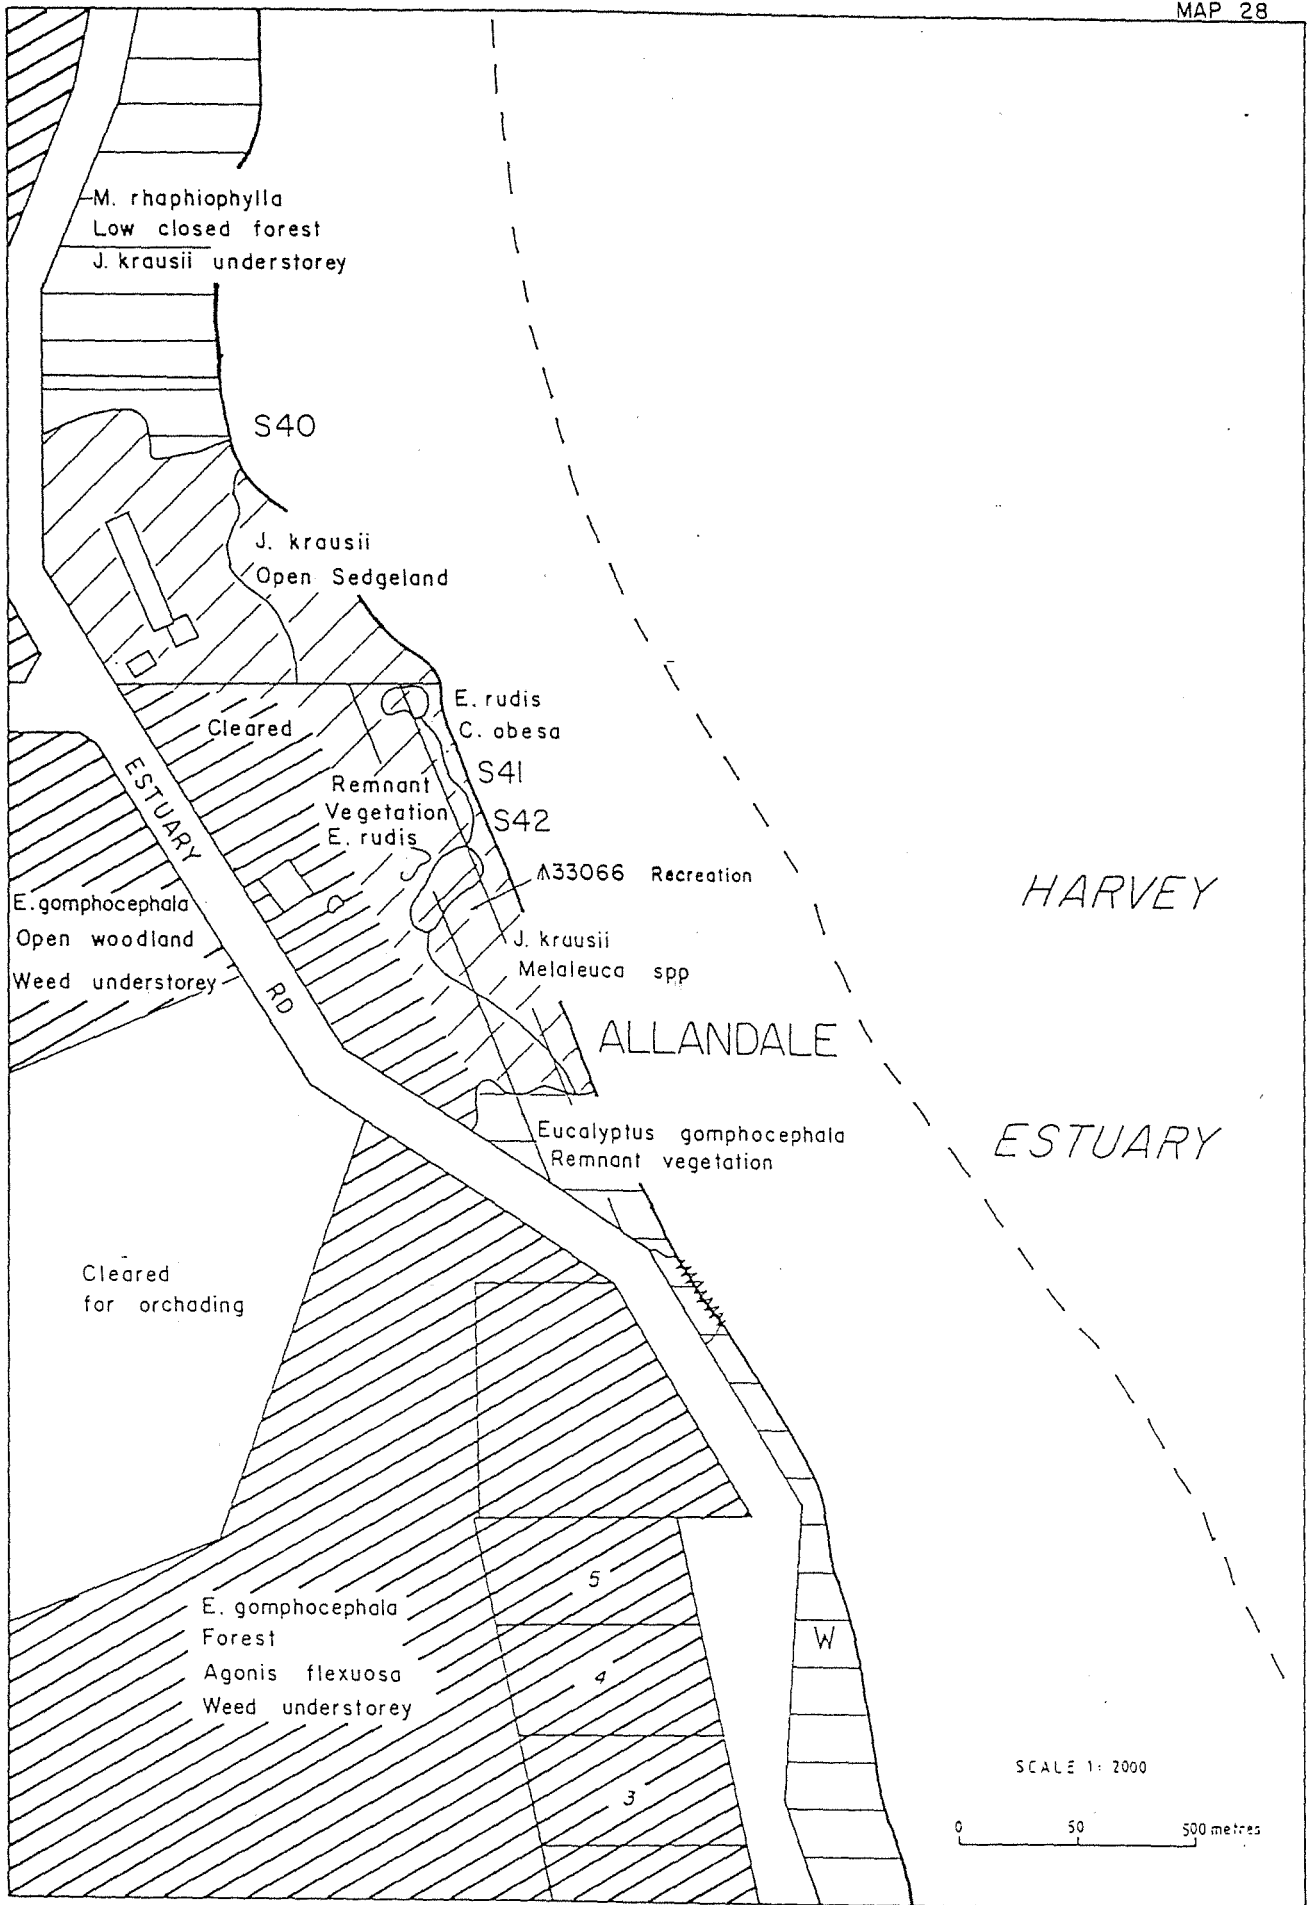 MAP 28
M. rhaphiophylla
Low closed forest
J. krausii understorey
S40
J. krausii
Open Sedgeland
E. rudis
C. obesa
Cleared
S41
Remnant
Vegetation
E. rudis
S42
ESTUARY RD
A33066 Recreation
HARVEY
E. gomphocephala
Open woodland
Weed understorey
J. krausii
Melaleuca spp
ALLANDALE
Eucalyptus gomphocephala
Remnant vegetation
ESTUARY
Cleared
for orchading
5
E. gomphocephala
Forest
Agonis flexuosa
Weed understorey
W
4
3
SCALE 1: 2000
0 50 500 metres